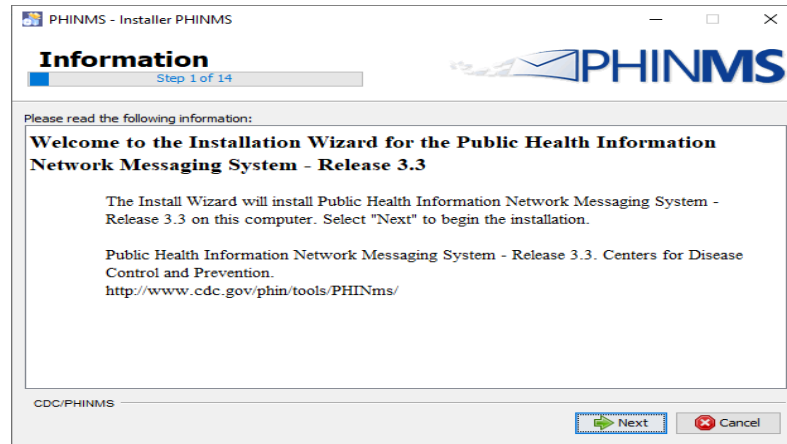 PHINMS - Installer PHINMS
Information
Step 1 of 14
PHINMS
Please read the following information:
Welcome to the Installation Wizard for the Public Health Information
Network Messaging System - Release 3.3
The Install Wizard will install Public Health Information Network Messaging System -
Release 3.3 on this computer. Select "Next" to begin the installation.
Public Health Information Network Messaging System - Release 3.3. Centers for Disease
Control and Prevention.
http://www.cdc.gov/phin/tools/PHINms/
CDC/PHINMS
Next
Cancel